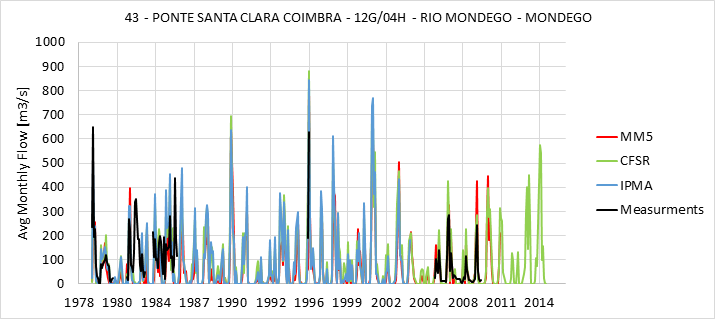 43 - PONTE SANTA CLARA COIMBRA - 12G/04H - RIO MONDEGO - MONDEGO
Avg Monthly Flow [m3/s]
1000
900
800
700
600
500
400
300
200
100
0
1978 1980 1984 1987 1990 1992 1996 1999 2002 2005 2008 2011 2014
MM5
CFSR
IPMA
Measurments